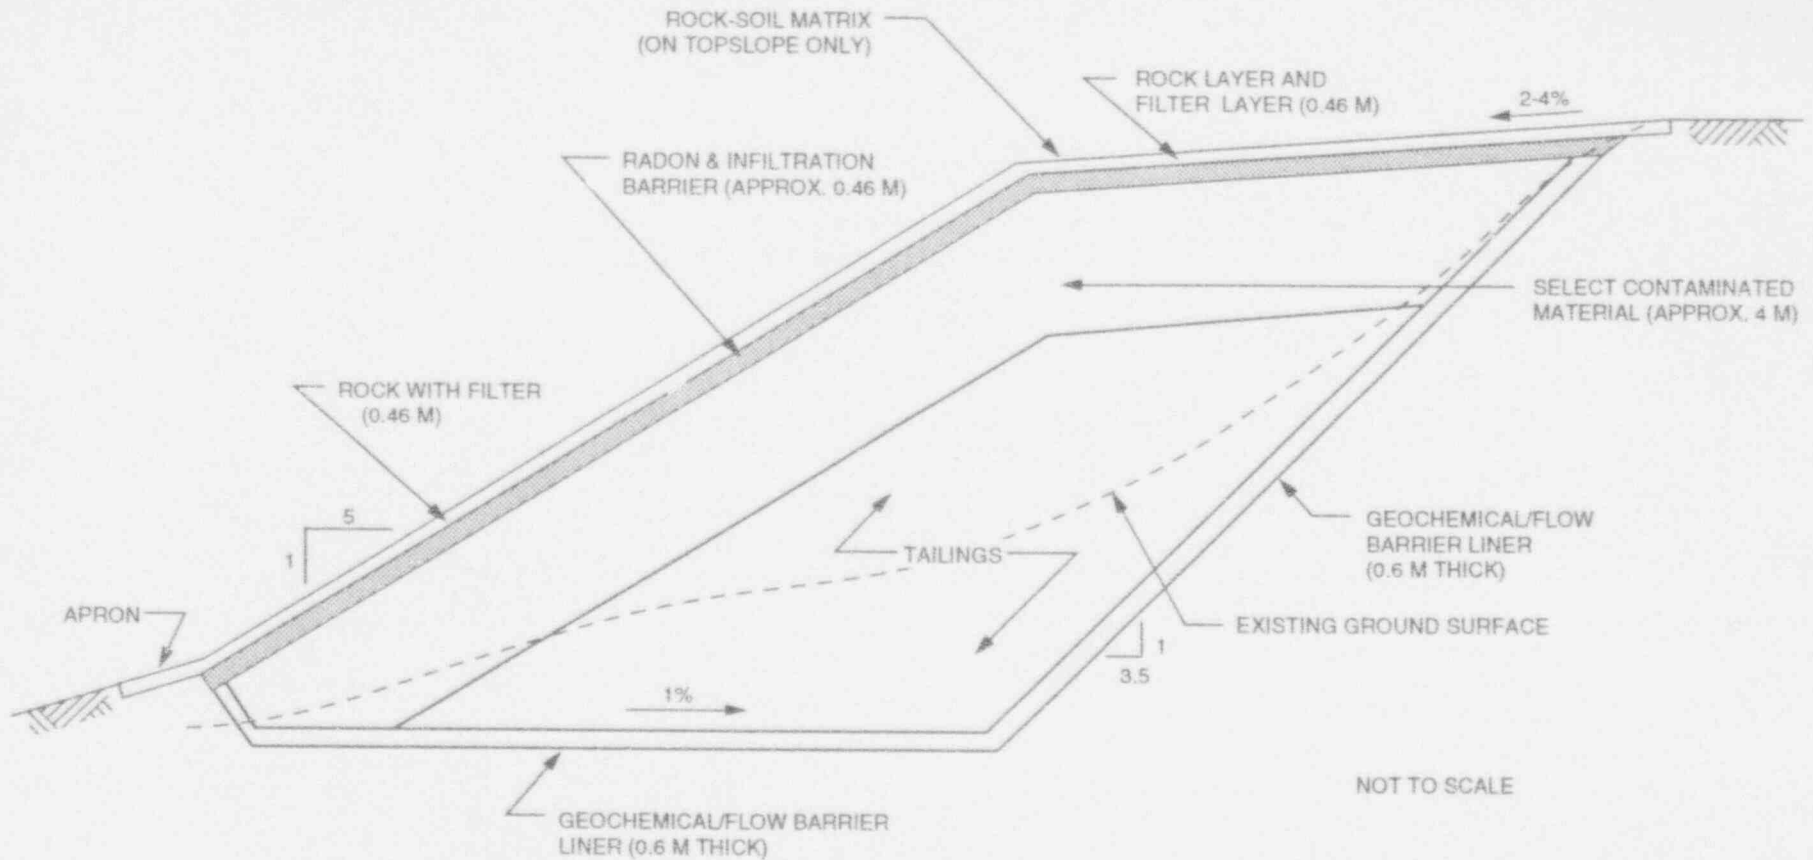 ROCK-SOIL MATRIX
(ON TOPSLOPE ONLY)
ROCK LAYER AND
FILTER LAYER (0.46 M)
2-4%
RADON & INFILTRATION
BARRIER (APPROX. 0.46 M)
SELECT CONTAMINATED
MATERIAL (APPROX. 4 M)
ROCK WITH FILTER
(0.46 M)
5
1
GEOCHEMICAL/FLOW
BARRIER LINER
(0.6 M THICK)
TAILINGS
APRON
EXISTING GROUND SURFACE
1
3.5
1%
NOT TO SCALE
GEOCHEMICAL/FLOW BARRIER
LINER (0.6 M THICK)